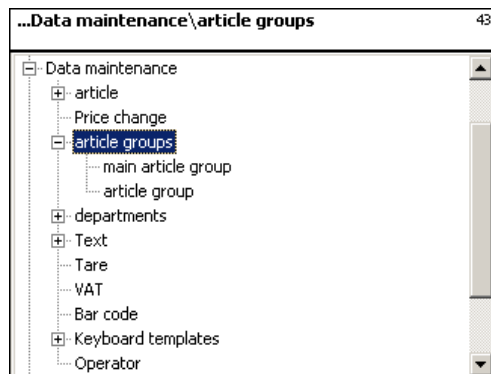 ...Data maintenance\article groups 43
Data maintenance
article
Price change
article groups
main article group
article group
departments
Text
Tare
VAT
Bar code
Keyboard templates
Operator